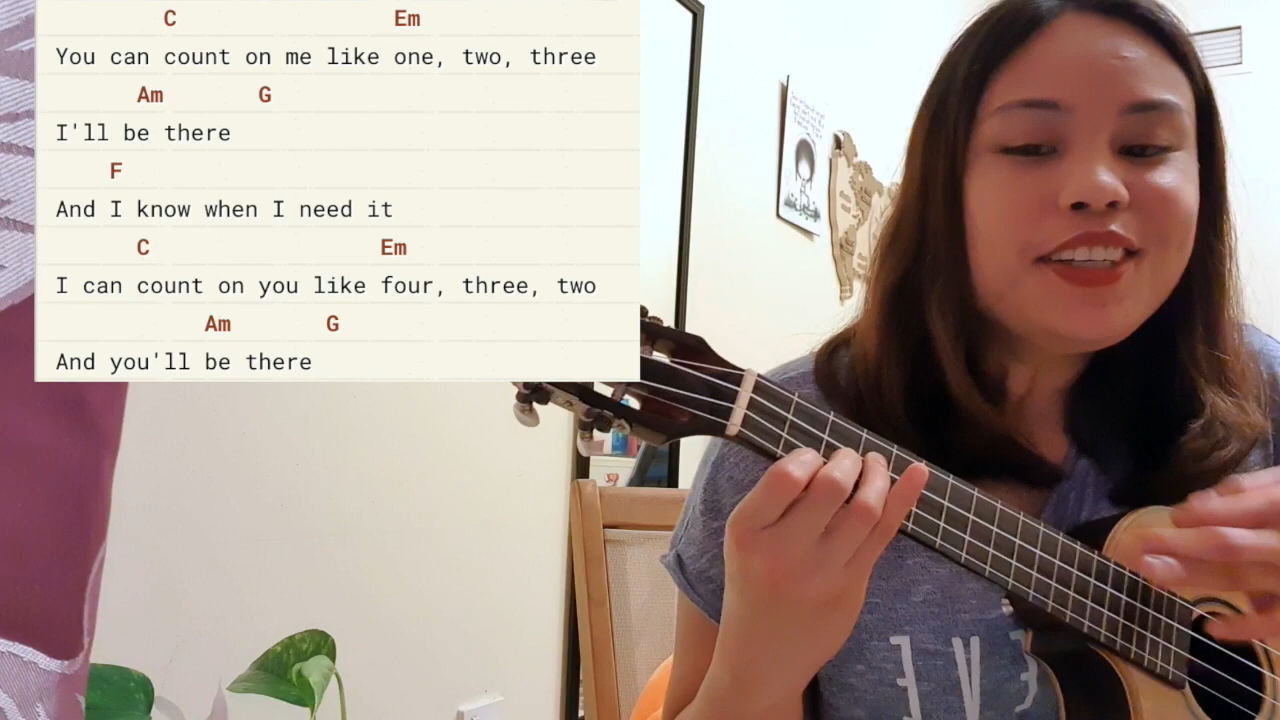 C Em
You can count on me like one, two, three
Am G
I'll be there
F
And I know when I need it
C Em
I can count on you like four, three, two
Am G
And you'll be there